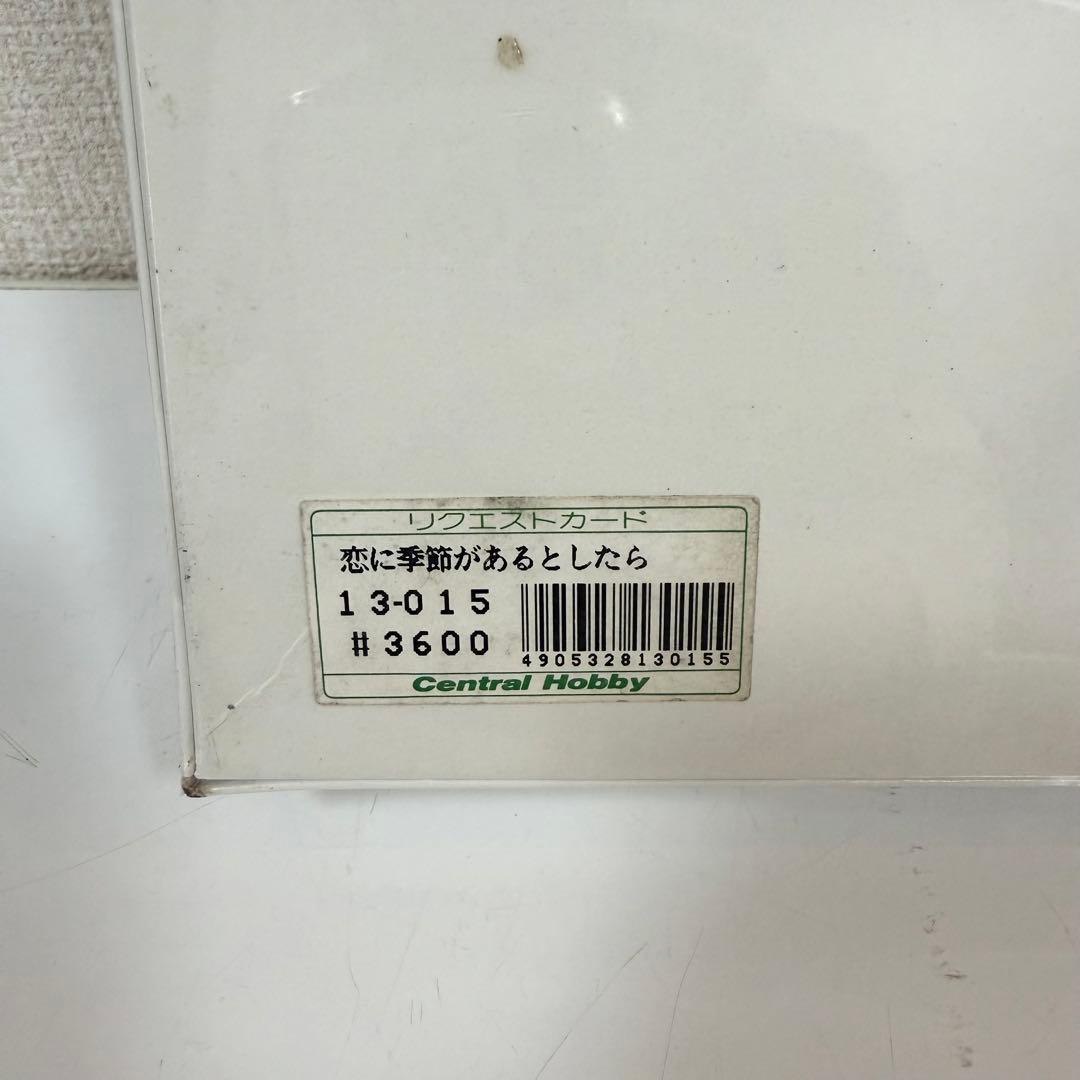 リクエストカード
恋に季節があるとしたら
13-015
#3600
4905328130155
Central Hobby